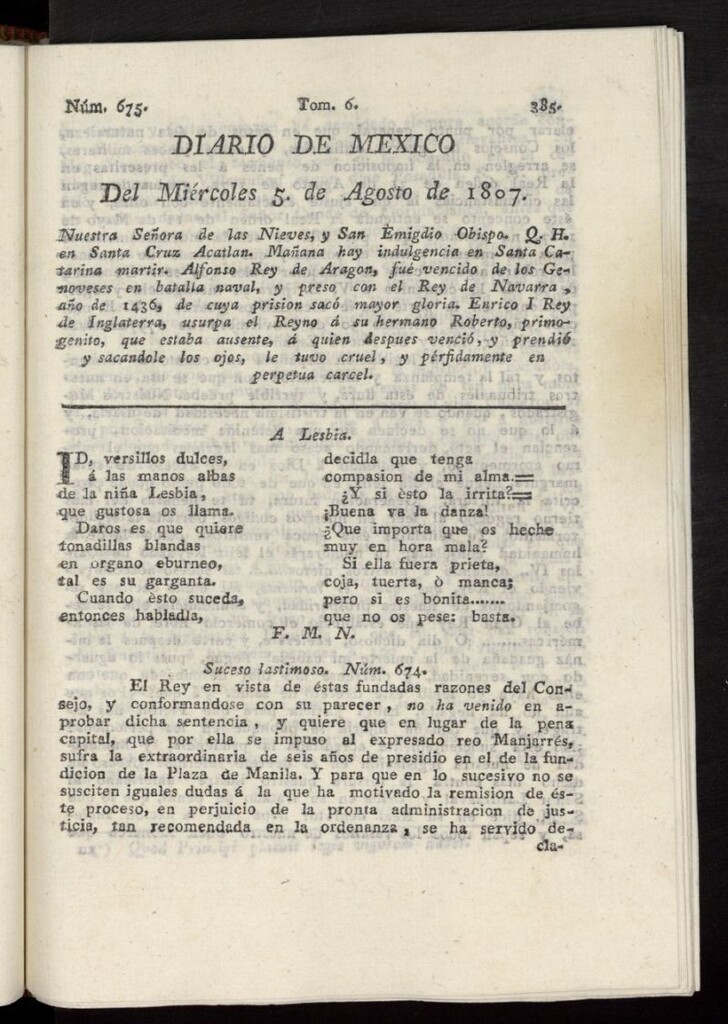 Núm. 675. Tom. 6. 385.
DIARIO DE MEXICO
Del Miércoles 5. de Agosto de 1807.
Nuestra Señora de las Nieves, y San Emigdio Obispo. Q. H.
en Santa Cruz Acatlan. Mañana hay indulgencia en Santa Ca-
tarina martir. Alfonso Rey de Aragon, fué vencido de los Ge-
noveses en batalla naval, y preso con el Rey de Navarra,
año de 1436, de cuya prision sacó mayor gloria. Enrico I Rey
de Inglaterra, usurpa el Reyno á su hermano Roberto, primo-
genito, que estaba ausente, á quien despues venció, y prendió
y sacandole los ojos, le tuvo cruel, y pérfidamente en
perpetua carcel.
A Lesbia.
ID, versillos dulces,
á las manos albas
de la niña Lesbia,
que gustosa os llama.
Daros es que quiere
tonadillas blandas
en organo eburneo,
tal es su garganta.
Cuando èsto suceda,
entonces habladla,
decidla que tenga
compasion de mi alma.=
¿Y si èsto la irrita?=
¡Buena va la danza!
¿Que importa que os heche
muy en hora mala?
Si ella fuera prieta,
coja, tuerta, ò manca;
pero si es bonita.......
que no os pese: basta.
F. M. N.
Suceso lastimoso. Núm. 674.
El Rey en vista de éstas fundadas razones del Con-
sejo, y conformandose con su parecer, no ha venido en a-
probar dicha sentencia, y quiere que en lugar de la pena
capital, que por ella se impuso al expresado reo Manjarrés,
sufra la extraordinaria de seis años de presidio en el de la fun-
dicion de la Plaza de Manila. Y para que en lo sucesivo no se
susciten iguales dudas á la que ha motivado la remision de és-
te proceso, en perjuicio de la pronta administracion de jus-
ticia, tan recomendada en la ordenanza, se ha servido de-
cla-